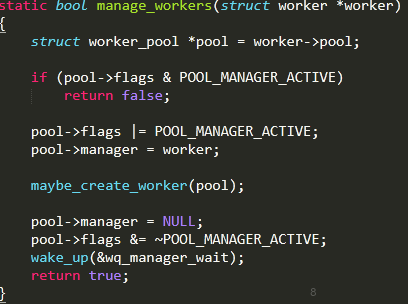 static bool manage_workers(struct worker *worker)
{
    struct worker_pool *pool = worker->pool;

    if (pool->flags & POOL_MANAGER_ACTIVE)
        return false;

    pool->flags |= POOL_MANAGER_ACTIVE;
    pool->manager = worker;

    maybe_create_worker(pool);

    pool->manager = NULL;
    pool->flags &= ~POOL_MANAGER_ACTIVE;
    wake_up(&wq_manager_wait);
    return true;
8
}